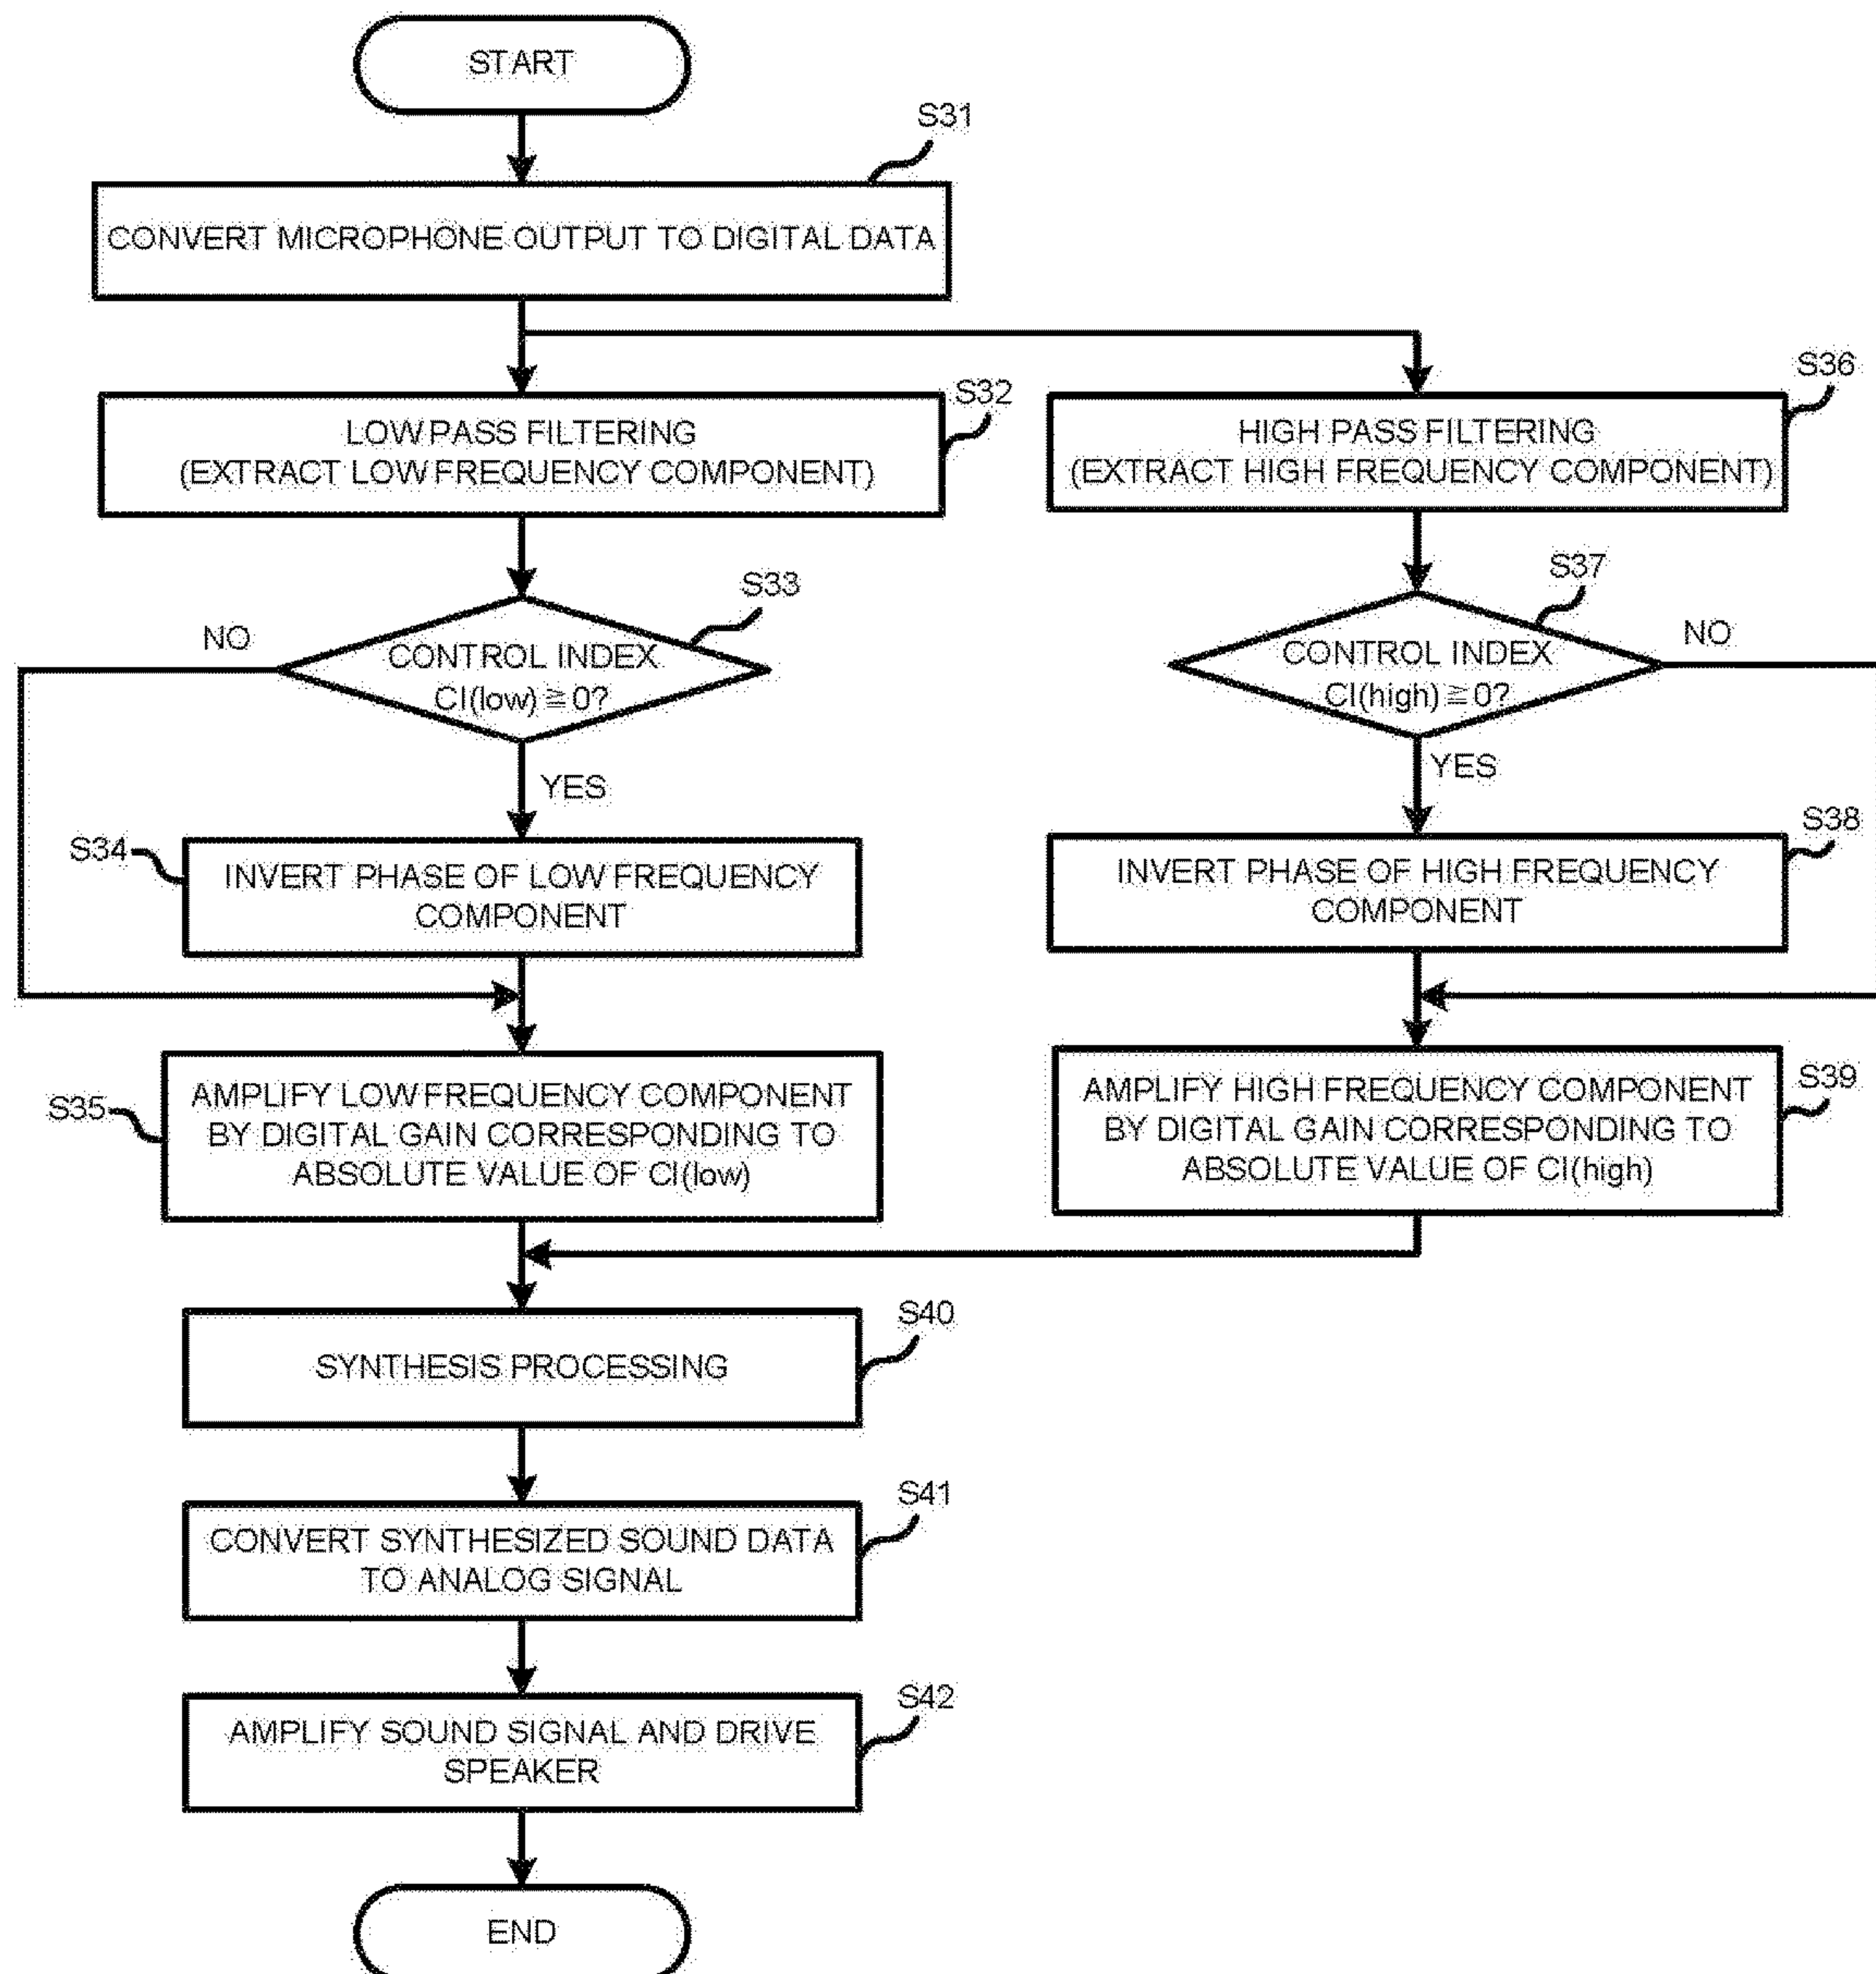 START
S31
CONVERT MICROPHONE OUTPUT TO DIGITAL DATA
S32
LOW PASS FILTERING
(EXTRACT LOW FREQUENCY COMPONENT)
S36
HIGH PASS FILTERING
(EXTRACT HIGH FREQUENCY COMPONENT)
S33
NO
CONTROL INDEX
CI(low)≧0?
YES
S37
NO
CONTROL INDEX
CI(high)≧0?
YES
S34
INVERT PHASE OF LOW FREQUENCY
COMPONENT
S38
INVERT PHASE OF HIGH FREQUENCY
COMPONENT
S35
AMPLIFY LOW FREQUENCY COMPONENT
BY DIGITAL GAIN CORRESPONDING TO
ABSOLUTE VALUE OF CI(low)
S39
AMPLIFY HIGH FREQUENCY COMPONENT
BY DIGITAL GAIN CORRESPONDING TO
ABSOLUTE VALUE OF CI(high)
S40
SYNTHESIS PROCESSING
S41
CONVERT SYNTHESIZED SOUND DATA
TO ANALOG SIGNAL
S42
AMPLIFY SOUND SIGNAL AND DRIVE
SPEAKER
END